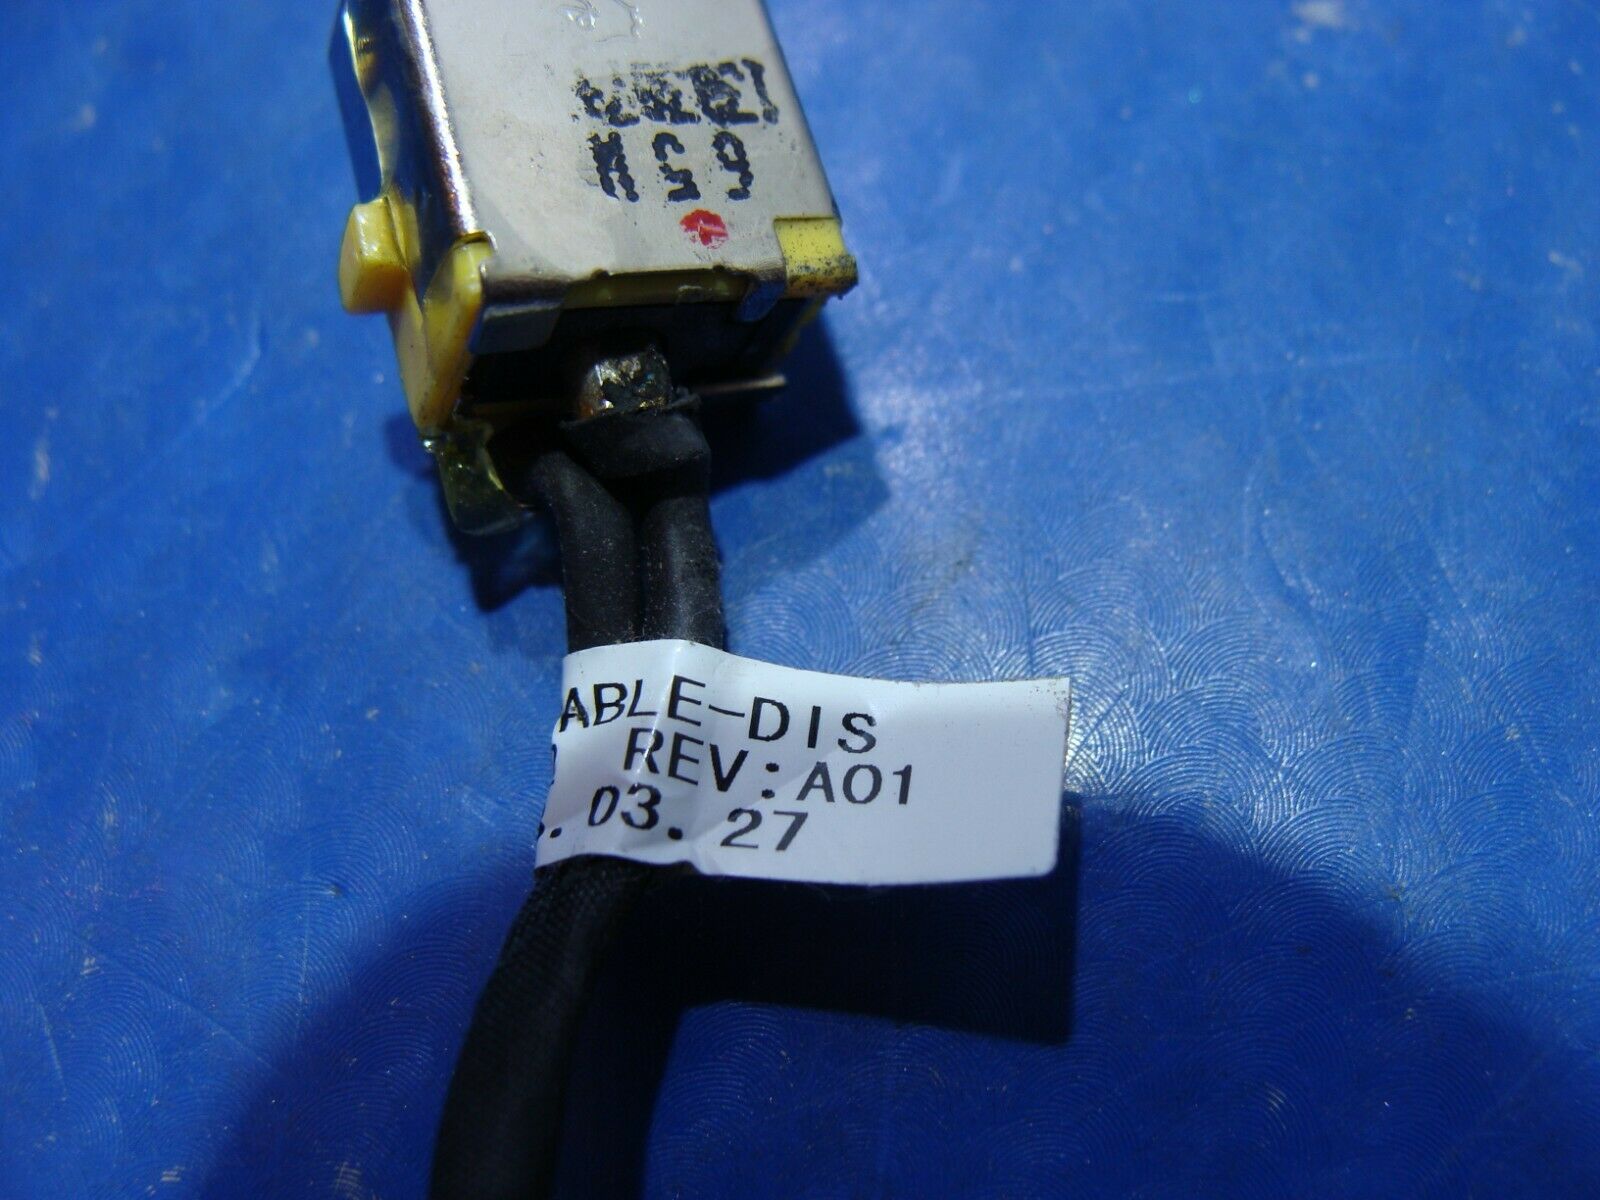 65W
ABLE-DIS
REV:A01
. 03. 27